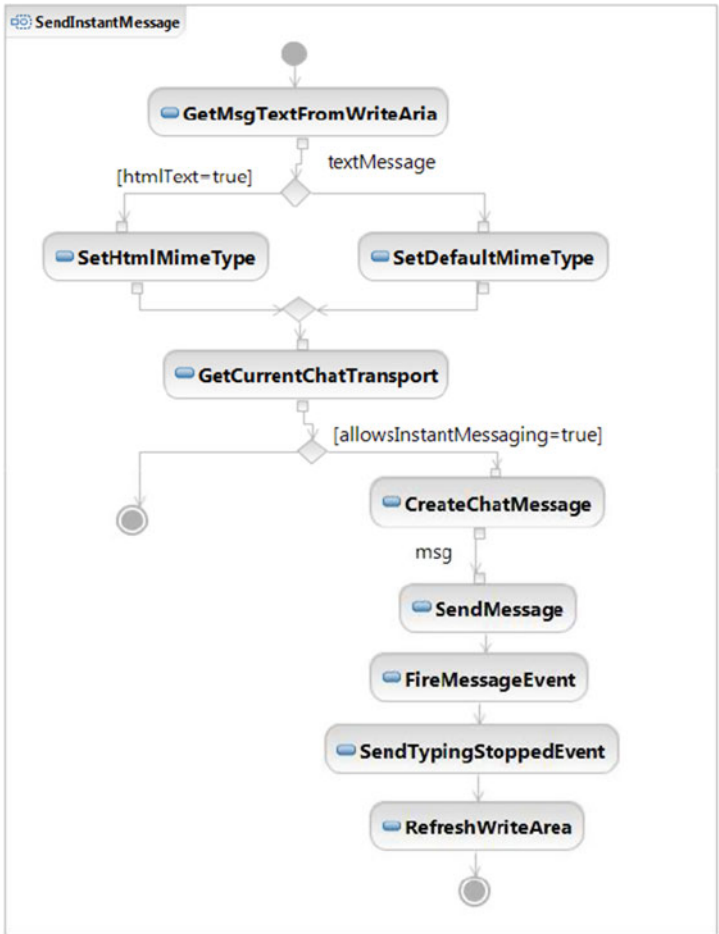 SendInstantMessage
GetMsgTextFromWriteAria
textMessage
[htmlText=true]
SetHtmlMimeType
SetDefaultMimeType
GetCurrentChatTransport
[allowsInstantMessaging=true]
CreateChatMessage
msg
SendMessage
FireMessageEvent
SendTypingStoppedEvent
RefreshWriteArea